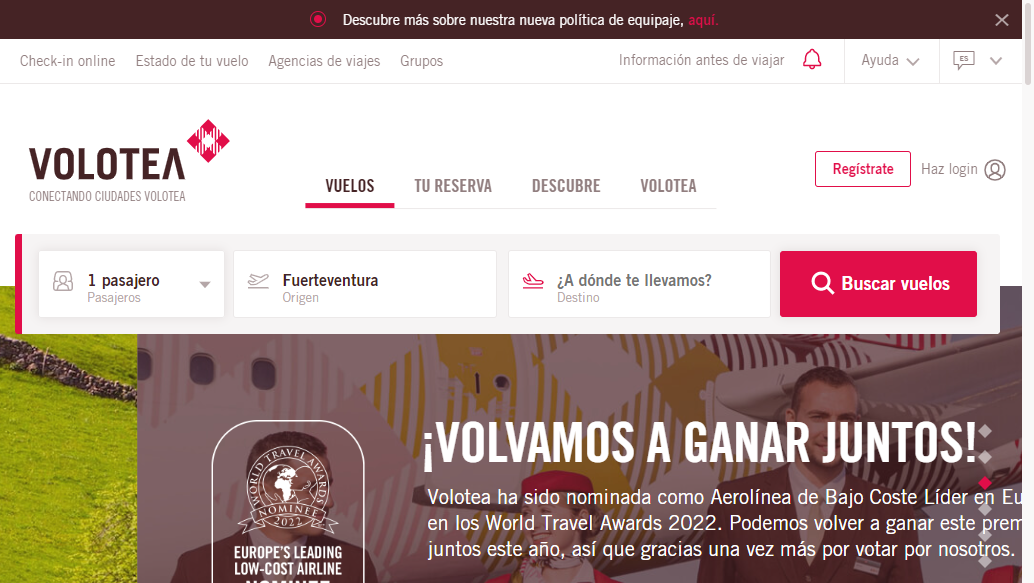 Descubre más sobre nuestra nueva política de equipaje, aquí.
Check-in online Estado de tu vuelo Agencias de viajes Grupos Información antes de viajar Ayuda ES
VOLOTEA
CONECTANDO CIUDADES VOLOTEA
VUELOS TU RESERVA DESCUBRE VOLOTEA
Regístrate Haz login
1 pasajero
Pasajeros
Fuerteventura
Origen
¿A dónde te llevamos?
Destino
Buscar vuelos
¡VOLVAMOS A GANAR JUNTOS!
Volotea ha sido nominada como Aerolínea de Bajo Coste Líder en Eu
en los World Travel Awards 2022. Podemos volver a ganar este prem
juntos este año, así que gracias una vez más por votar por nosotros.
WORLD TRAVEL AWARDS
NOMINEE
2022
EUROPE'S LEADING
LOW-COST AIRLINE
NOMINEE